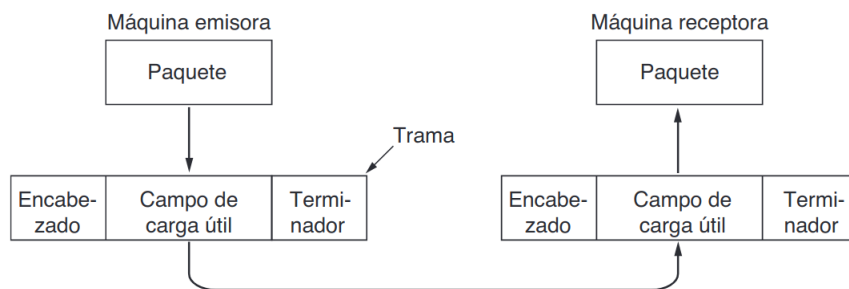 Máquina emisora
Máquina receptora
Paquete
Paquete
Trama
Encabe-
zado
Campo de
carga útil
Termi-
nador
Encabe-
zado
Campo de
carga útil
Termi-
nador